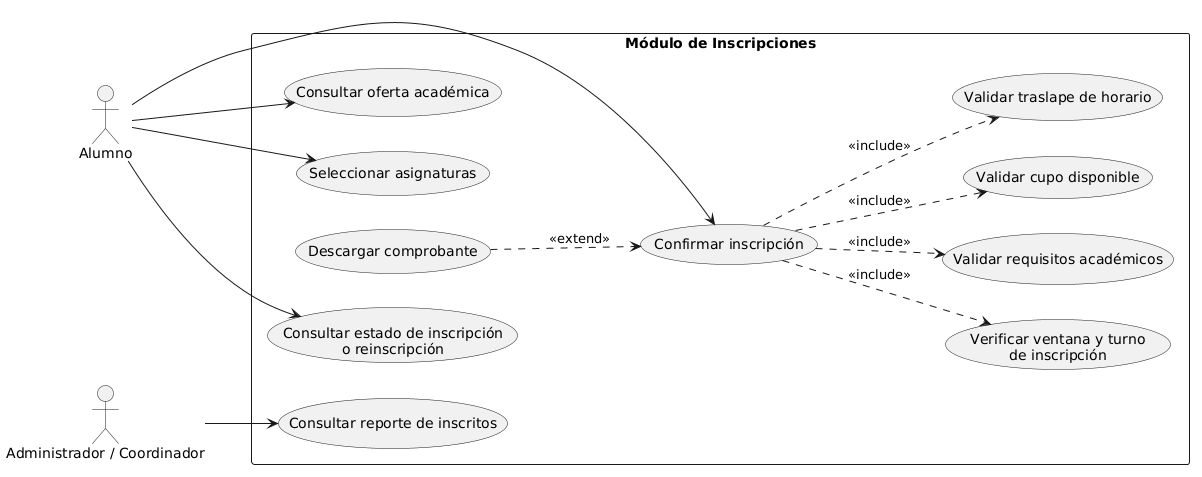 Módulo de Inscripciones
Alumno
Consultar oferta académica
Seleccionar asignaturas
Descargar comprobante
«extend»
Confirmar inscripción
Consultar estado de inscripción
o reinscripción
Administrador / Coordinador
Consultar reporte de inscritos
«include»
Validar traslape de horario
«include»
Validar cupo disponible
«include»
Validar requisitos académicos
«include»
Verificar ventana y turno
de inscripción